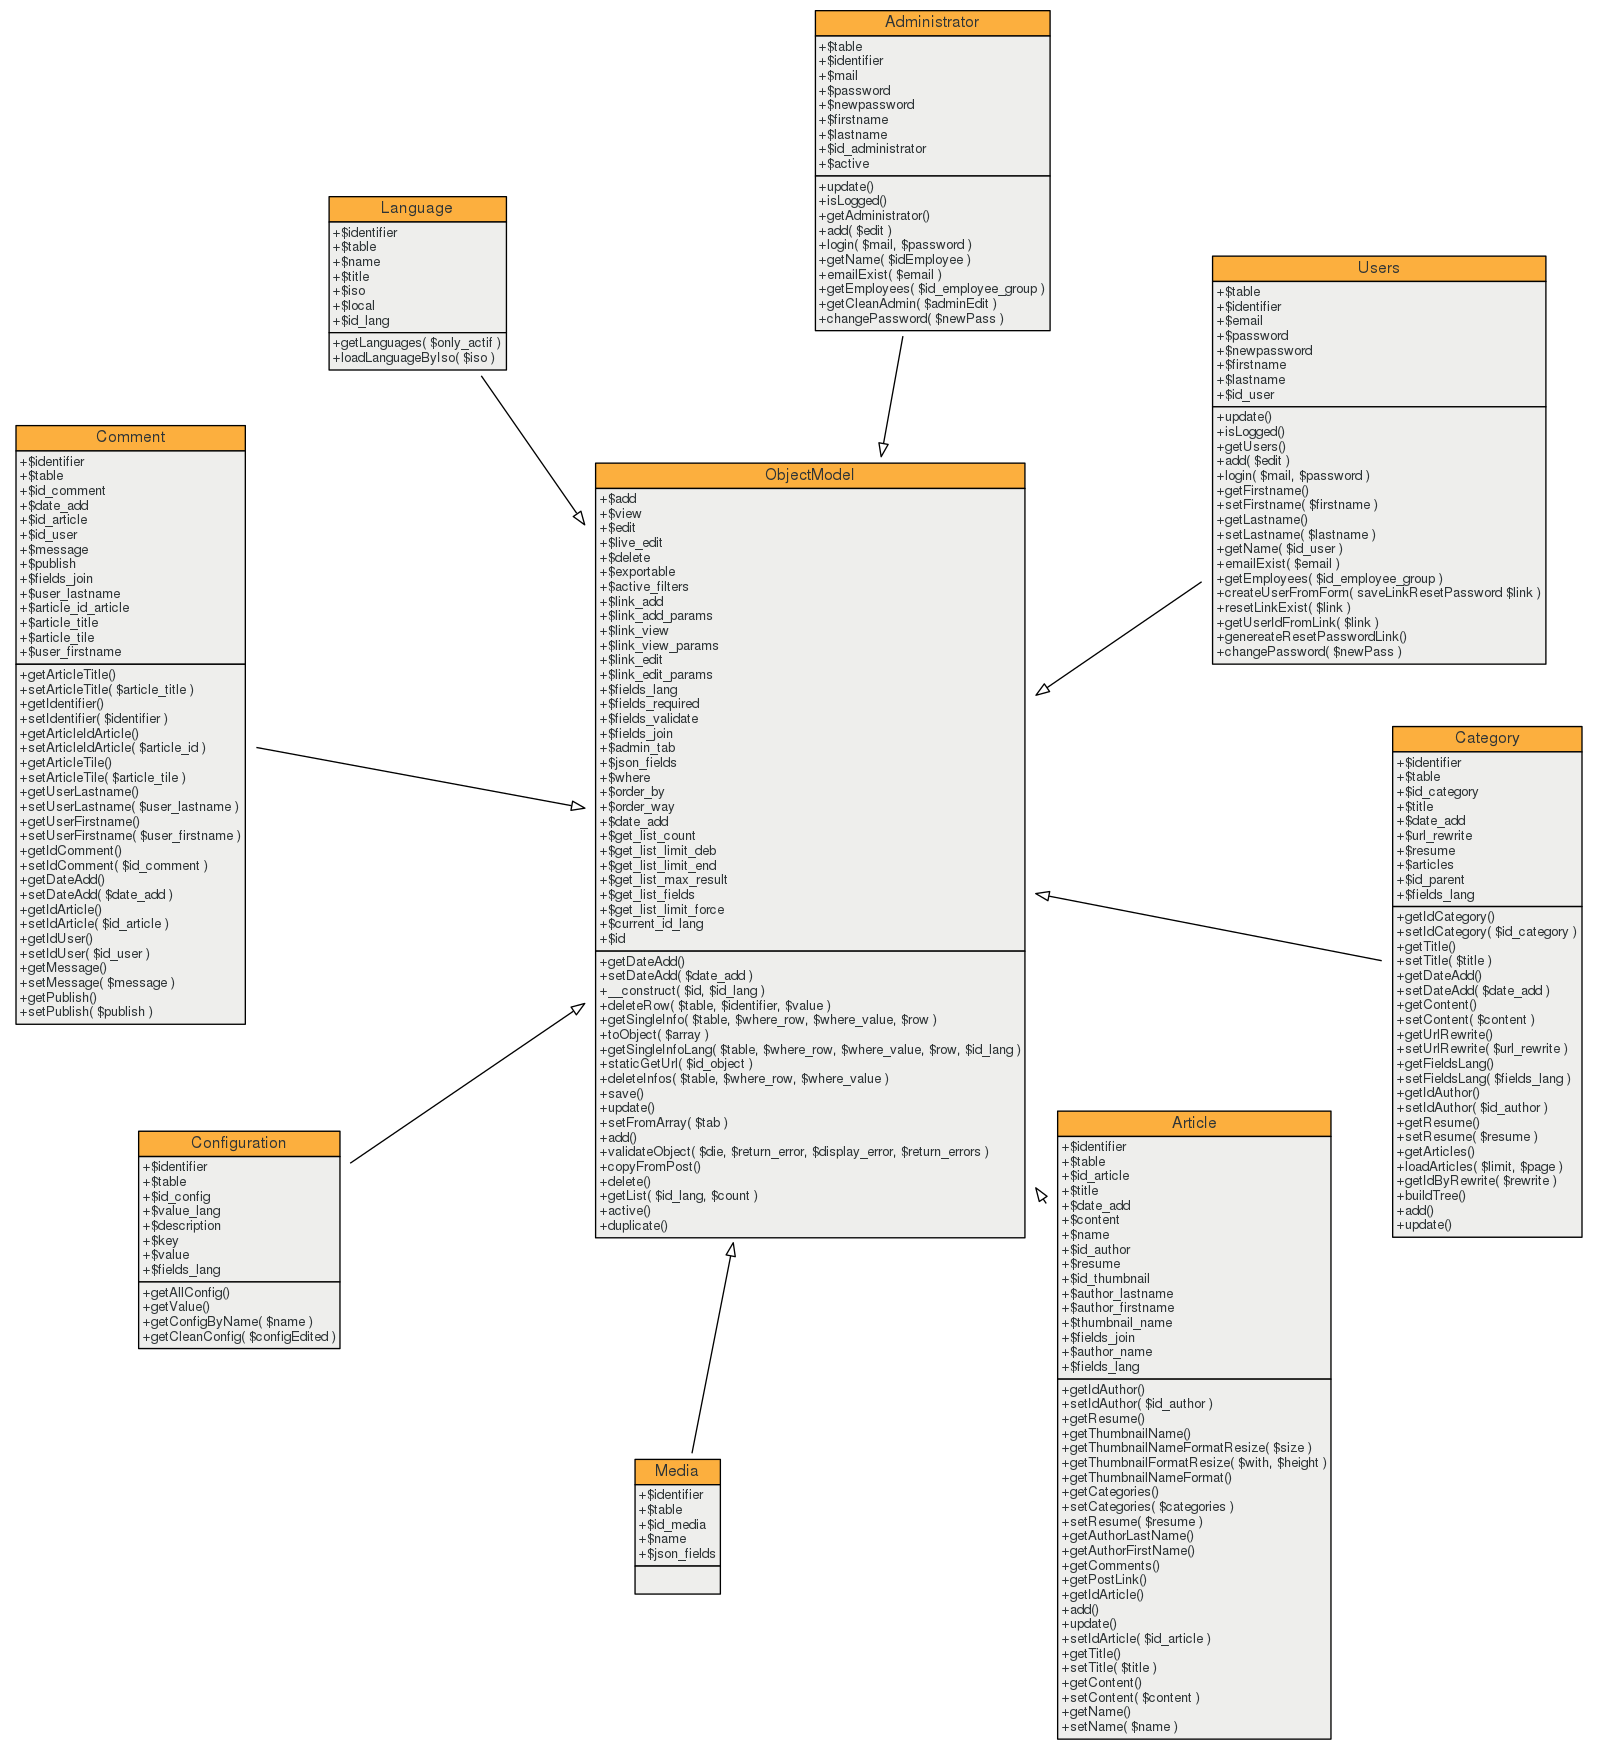 Administrator
+$table
+$identifier
+$mail
+$password
+$newpassword
+$firstname
+$lastname
+$id_administrator
+$active
+update()
+isLogged()
+getAdministrator()
+add( $edit )
+login( $mail, $password )
+getName( $idEmployee )
+emailExist( $email )
+getEmployees( $id_employee_group )
+getCleanAdmin( $adminEdit )
+changePassword( $newPass )
Language
+$identifier
+$table
+$name
+$title
+$iso
+$local
+$id_lang
+getLanguages( $only_actif )
+loadLanguageByIso( $iso )
Users
+$table
+$identifier
+$email
+$password
+$newpassword
+$firstname
+$lastname
+$id_user
+update()
+isLogged()
+getUsers()
+add( $edit )
+login( $mail, $password )
+getFirstname()
+setFirstname( $firstname )
+getLastname()
+setLastname( $lastname )
+getName( $id_user )
+emailExist( $email )
+getEmployees( $id_employee_group )
+createUserFromForm( saveLinkResetPassword $link )
+resetLinkExist( $link )
+getUserIdFromLink( $link )
+genereateResetPasswordLink()
+changePassword( $newPass )
Comment
+$identifier
+$table
+$id_comment
+$date_add
+$id_article
+$id_user
+$message
+$publish
+$fields_join
+$user_lastname
+$article_id_article
+$article_title
+$article_tile
+$user_firstname
+getArticleTitle()
+setArticleTitle( $article_title )
+getIdentifier()
+setIdentifier( $identifier )
+getArticleIdArticle()
+setArticleIdArticle( $article_id )
+getArticleTile()
+setArticleTile( $article_tile )
+getUserLastname()
+setUserLastname( $user_lastname )
+getUserFirstname()
+setUserFirstname( $user_firstname )
+getIdComment()
+setIdComment( $id_comment )
+getDateAdd()
+setDateAdd( $date_add )
+getIdArticle()
+setIdArticle( $id_article )
+getIdUser()
+setIdUser( $id_user )
+getMessage()
+setMessage( $message )
+getPublish()
+setPublish( $publish )
ObjectModel
+$add
+$view
+$edit
+$live_edit
+$delete
+$exportable
+$active_filters
+$link_add
+$link_add_params
+$link_view
+$link_view_params
+$link_edit
+$link_edit_params
+$fields_lang
+$fields_required
+$fields_validate
+$fields_join
+$admin_tab
+$json_fields
+$where
+$order_by
+$order_way
+$date_add
+$get_list_count
+$get_list_limit_deb
+$get_list_limit_end
+$get_list_max_result
+$get_list_fields
+$get_list_limit_force
+$current_id_lang
+$id
+getDateAdd()
+setDateAdd( $date_add )
+__construct( $id, $id_lang )
+deleteRow( $table, $identifier, $value )
+getSingleInfo( $table, $where_row, $where_value, $row )
+toObject( $array )
+getSingleInfoLang( $table, $where_row, $where_value, $row, $id_lang )
+staticGetUrl( $id_object )
+deleteInfos( $table, $where_row, $where_value )
+save()
+update()
+setFromArray( $tab )
+add()
+validateObject( $die, $return_error, $display_error, $return_errors )
+copyFromPost()
+delete()
+getList( $id_lang, $count )
+active()
+duplicate()
Category
+$identifier
+$table
+$id_category
+$title
+$date_add
+$url_rewrite
+$resume
+$articles
+$id_parent
+$fields_lang
+getIdCategory()
+setIdCategory( $id_category )
+getTitle()
+setTitle( $title )
+getDateAdd()
+setDateAdd( $date_add )
+getContent()
+setContent( $content )
+getUrlRewrite()
+setUrlRewrite( $url_rewrite )
+getFieldsLang()
+setFieldsLang( $fields_lang )
+getIdAuthor()
+setIdAuthor( $id_author )
+getResume()
+setResume( $resume )
+getArticles()
+loadArticles( $limit, $page )
+getIdByRewrite( $rewrite )
+buildTree()
+add()
+update()
Configuration
+$identifier
+$table
+$id_config
+$value_lang
+$description
+$key
+$value
+$fields_lang
+getAllConfig()
+getValue()
+getConfigByName( $name )
+getCleanConfig( $configEdited )
Article
+$identifier
+$table
+$id_article
+$title
+$date_add
+$content
+$name
+$id_author
+$resume
+$id_thumbnail
+$author_lastname
+$author_firstname
+$thumbnail_name
+$fields_join
+$author_name
+$fields_lang
+getIdAuthor()
+setIdAuthor( $id_author )
+getResume()
+getThumbnailName()
+getThumbnailNameFormatResize( $size )
+getThumbnailFormatResize( $with, $height )
+getThumbnailNameFormat()
+getCategories()
+setCategories( $categories )
+setResume( $resume )
+getAuthorLastName()
+getAuthorFirstName()
+getComments()
+getPostLink()
+getIdArticle()
+add()
+update()
+setIdArticle( $id_article )
+getTitle()
+setTitle( $title )
+getContent()
+setContent( $content )
+getName()
+setName( $name )
Media
+$identifier
+$table
+$id_media
+$name
+$json_fields